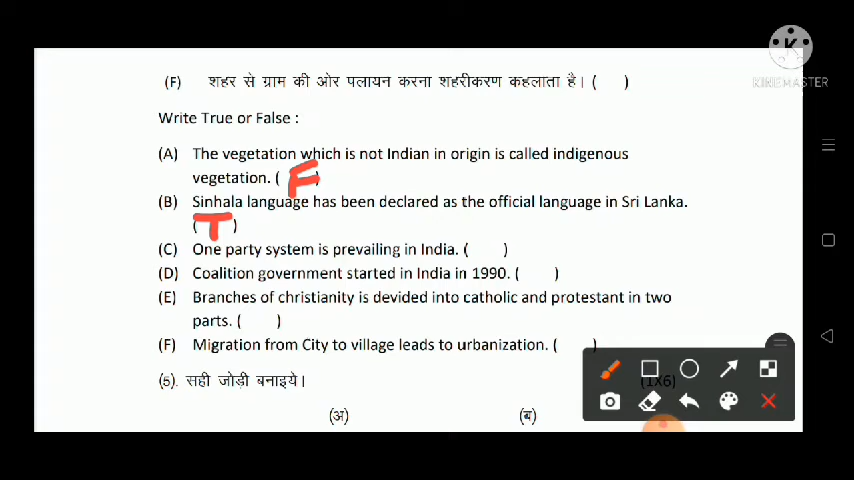 K
KINEMASTER
(F) शहर से ग्राम की ओर पलायन करना शहरीकरण कहलाता है। ( )
Write True or False :
(A) The vegetation which is not Indian in origin is called indigenous
vegetation. ( F )
(B) Sinhala language has been declared as the official language in Sri Lanka.
( T )
(C) One party system is prevailing in India. ( )
(D) Coalition government started in India in 1990. ( )
(E) Branches of christianity is devided into catholic and protestant in two
parts. ( )
(F) Migration from City to village leads to urbanization. ( )
(5). सही जोड़ी बनाइये। (1X6)
(अ) (ब)